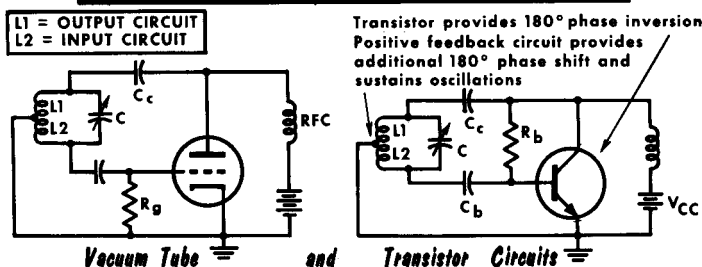 L1 = OUTPUT CIRCUIT
L2 = INPUT CIRCUIT
Transistor provides 180° phase inversion
Positive feedback circuit provides
additional 180° phase shift and
sustains oscillations
Cc
L1
L2
C
RFC
Rg
Cc
Rb
L1
L2
C
Cb
VCC
Vacuum Tube and Transistor Circuits